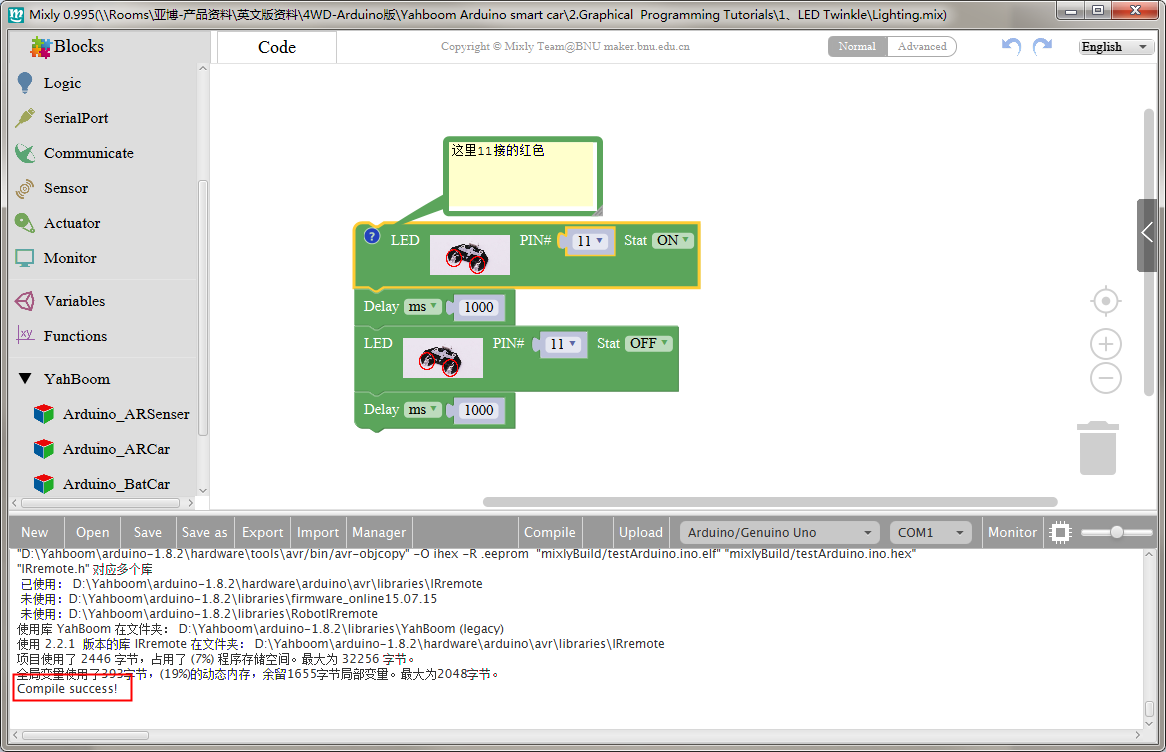 Mixly 0.995(\\Rooms\亚博-产品资料\英文版资料\4WD-Arduino版\Yahboom Arduino smart car\2.Graphical Programming Tutorials\1、LED Twinkle\Lighting.mix)
Blocks
Code
Copyright © Mixly Team@BNU maker.bnu.edu.cn
Normal
Advanced
English
Logic
SerialPort
Communicate
Sensor
Actuator
Monitor
Variables
Functions
YahBoom
Arduino_ARSenser
Arduino_ARCar
Arduino_BatCar
这里11接的红色
? LED PIN# 11 Stat ON
Delay ms 1000
LED PIN# 11 Stat OFF
Delay ms 1000
New Open Save Save as Export Import Manager Compile Upload Arduino/Genuino Uno COM1 Monitor
"D:\Yahboom\arduino-1.8.2\hardware\tools\avr/bin/avr-objcopy" -O ihex -R .eeprom "mixlyBuild/testArduino.ino.elf" "mixlyBuild/testArduino.ino.hex"
"IRremote.h" 对应多个库
已使用： D:\Yahboom\arduino-1.8.2\hardware\arduino\avr\libraries\IRremote
未使用：D:\Yahboom\arduino-1.8.2\libraries\firmware_online15.07.15
未使用：D:\Yahboom\arduino-1.8.2\libraries\RobotIRremote
使用库 YahBoom 在文件夹： D:\Yahboom\arduino-1.8.2\libraries\YahBoom (legacy)
使用 2.2.1 版本的库 IRremote 在文件夹： D:\Yahboom\arduino-1.8.2\hardware\arduino\avr\libraries\IRremote
项目使用了 2446 字节，占用了 (7%) 程序存储空间。最大为 32256 字节。
全局变量使用了393字节，(19%)的动态内存，余留1655字节局部变量。最大为2048字节。
Compile success!